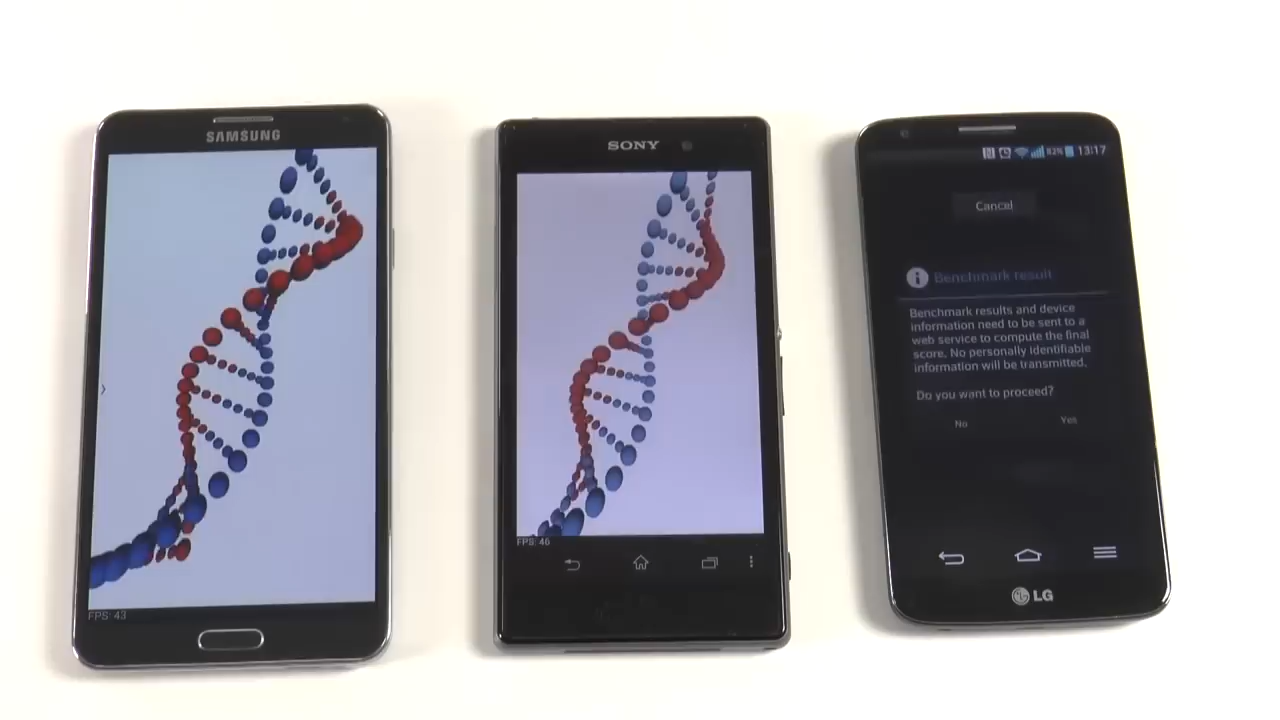 SAMSUNG
FPS: 43
SONY
FPS: 46
82% 13:17
Cancel
Benchmark result
Benchmark results and device
information need to be sent to a
web service to compute the final
score. No personally identifiable
information will be transmitted.
Do you want to proceed?
No Yes
LG